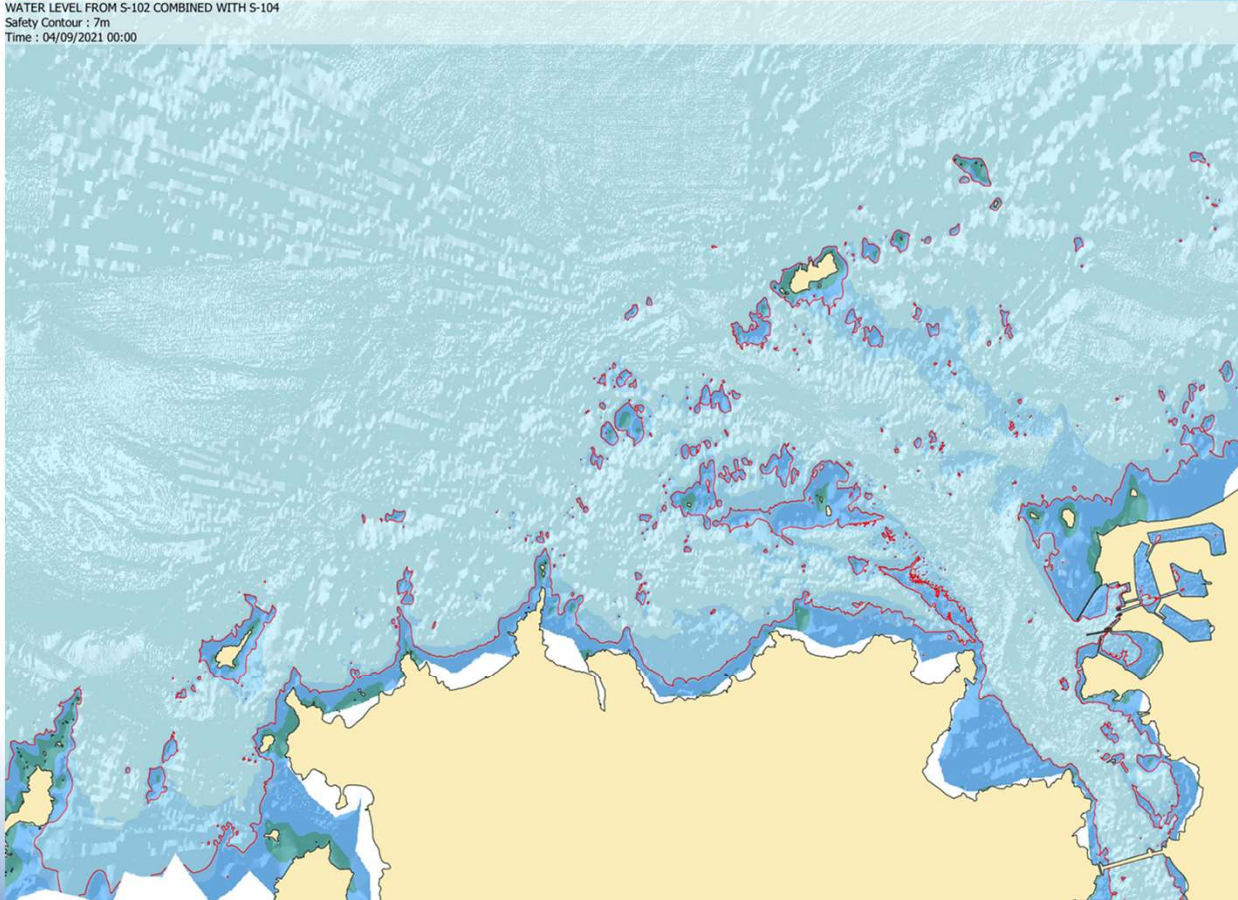 WATER LEVEL FROM S-102 COMBINED WITH S-104
Safety Contour : 7m
Time : 04/09/2021 00:00